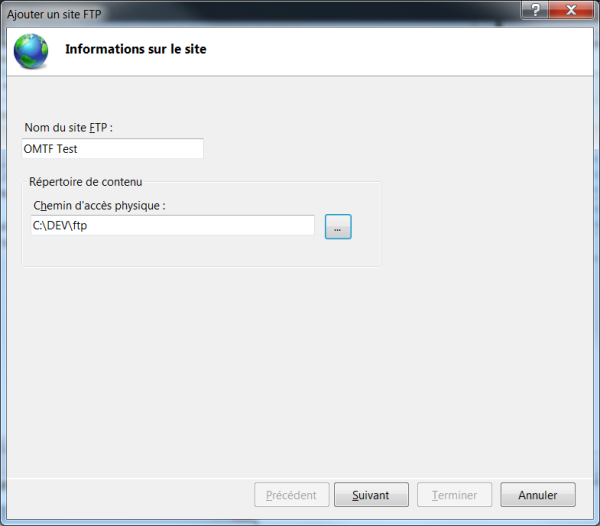 Ajouter un site FTP
?
Informations sur le site
Nom du site FTP :
OMTF Test
Répertoire de contenu
Chemin d'accès physique :
C:\DEV\ftp
...
Précédent Suivant Terminer Annuler